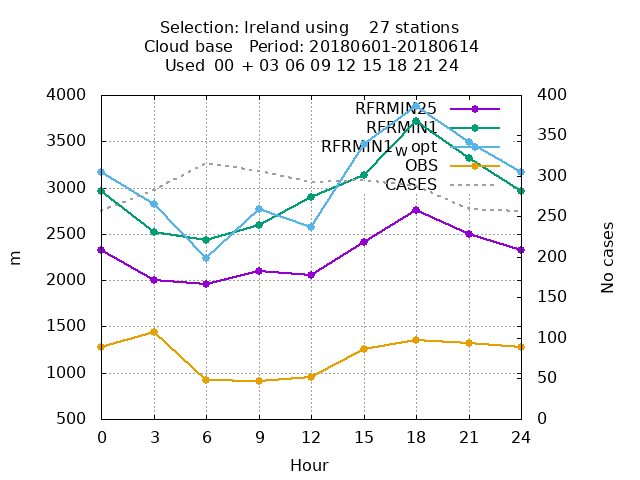 Selection: Ireland using    27 stations
Cloud base   Period: 20180601-20180614
Used  00  + 03 06 09 12 15 18 21 24
4000
3500
3000
2500
2000
1500
1000
500
400
350
300
250
200
150
100
50
0
RFRMIN25
RFRMIN1
RFRMIN1w opt
OBS
CASES
m
No cases
0 3 6 9 12 15 18 21 24
Hour